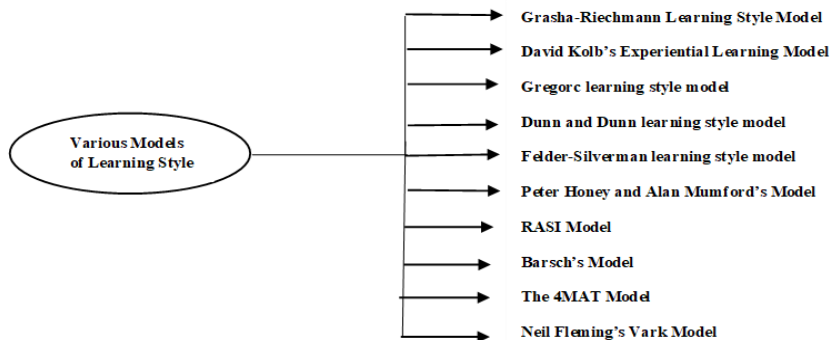 Various Models
of Learning Style
Grasha-Riechmann Learning Style Model
David Kolb's Experiential Learning Model
Gregorc learning style model
Dunn and Dunn learning style model
Felder-Silverman learning style model
Peter Honey and Alan Mumford's Model
RASI Model
Barsch's Model
The 4MAT Model
Neil Fleming's Vark Model